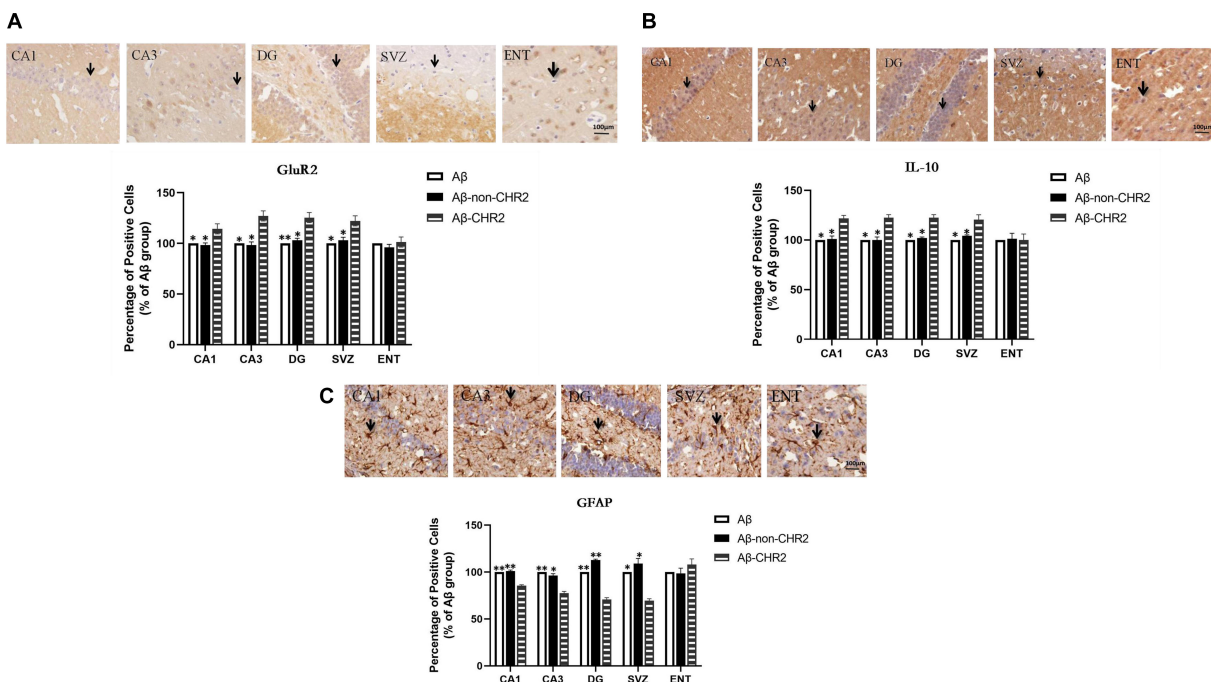 A
CA1
CA3
DG
SVZ
ENT
100µm
GluR2
Percentage of Positive Cells
(% of Aβ group)
150
100
50
0
* * * * ** * * *
CA1 CA3 DG SVZ ENT
Aβ
Aβ-non-CHR2
Aβ-CHR2
B
CA1
CA3
DG
SVZ
ENT
100µm
IL-10
Percentage of Positive Cells
(% of Aβ group)
150
100
50
0
* * * * * * * *
CA1 CA3 DG SVZ ENT
Aβ
Aβ-non-CHR2
Aβ-CHR2
C
CA1
CA3
DG
SVZ
ENT
100µm
GFAP
Percentage of Positive Cells
(% of Aβ group)
150
100
50
0
** ** ** * ** ** * *
CA1 CA3 DG SVZ ENT
Aβ
Aβ-non-CHR2
Aβ-CHR2